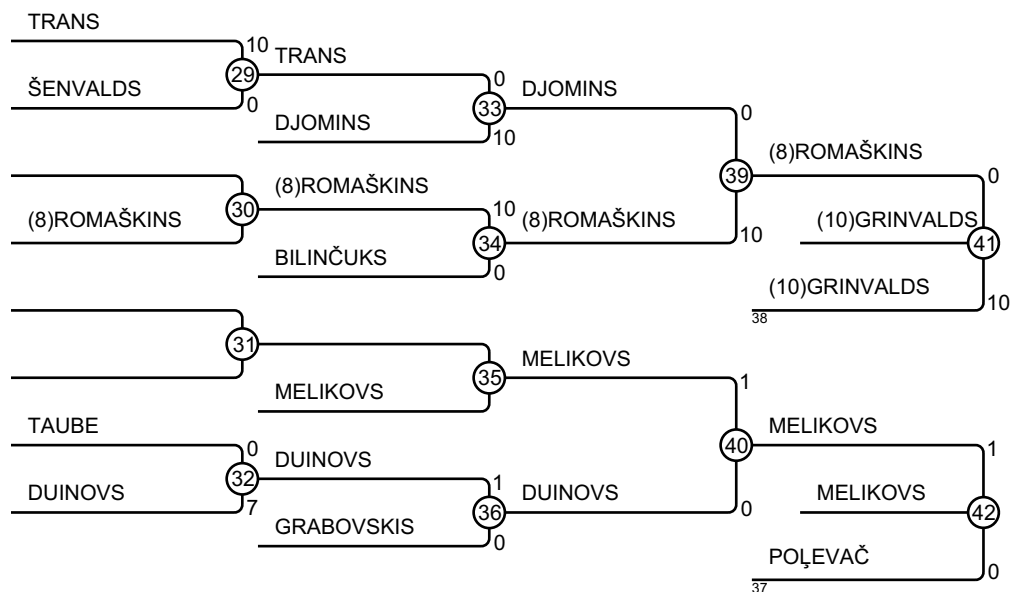 TRANS
10
29 TRANS
ŠENVALDS
0
0
33 DJOMINS
DJOMINS
10
0
39 (8)ROMAŠKINS
0
30 (8)ROMAŠKINS
(8)ROMAŠKINS
10
34 (8)ROMAŠKINS
10
BILINČUKS
0
(10)GRINVALDS
41
(10)GRINVALDS
10
38
31
35 MELIKOVS
MELIKOVS
1
40 MELIKOVS
1
TAUBE
0
32 DUINOVS
DUINOVS
7
1
36 DUINOVS
0
GRABOVSKIS
0
MELIKOVS
42
POĻEVAČ
0
37